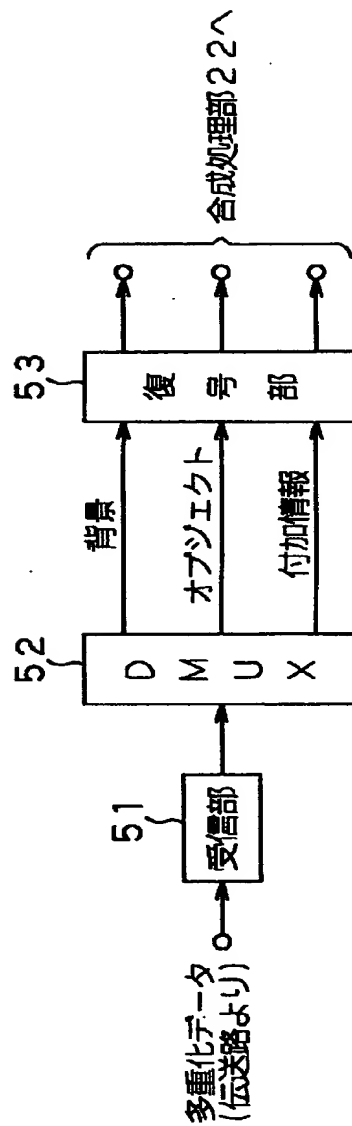 多重化データ
(伝送路より)
51
受信部
52
DMUX
背景
オブジェクト
付加情報
53
復号部
合成処理部22へ